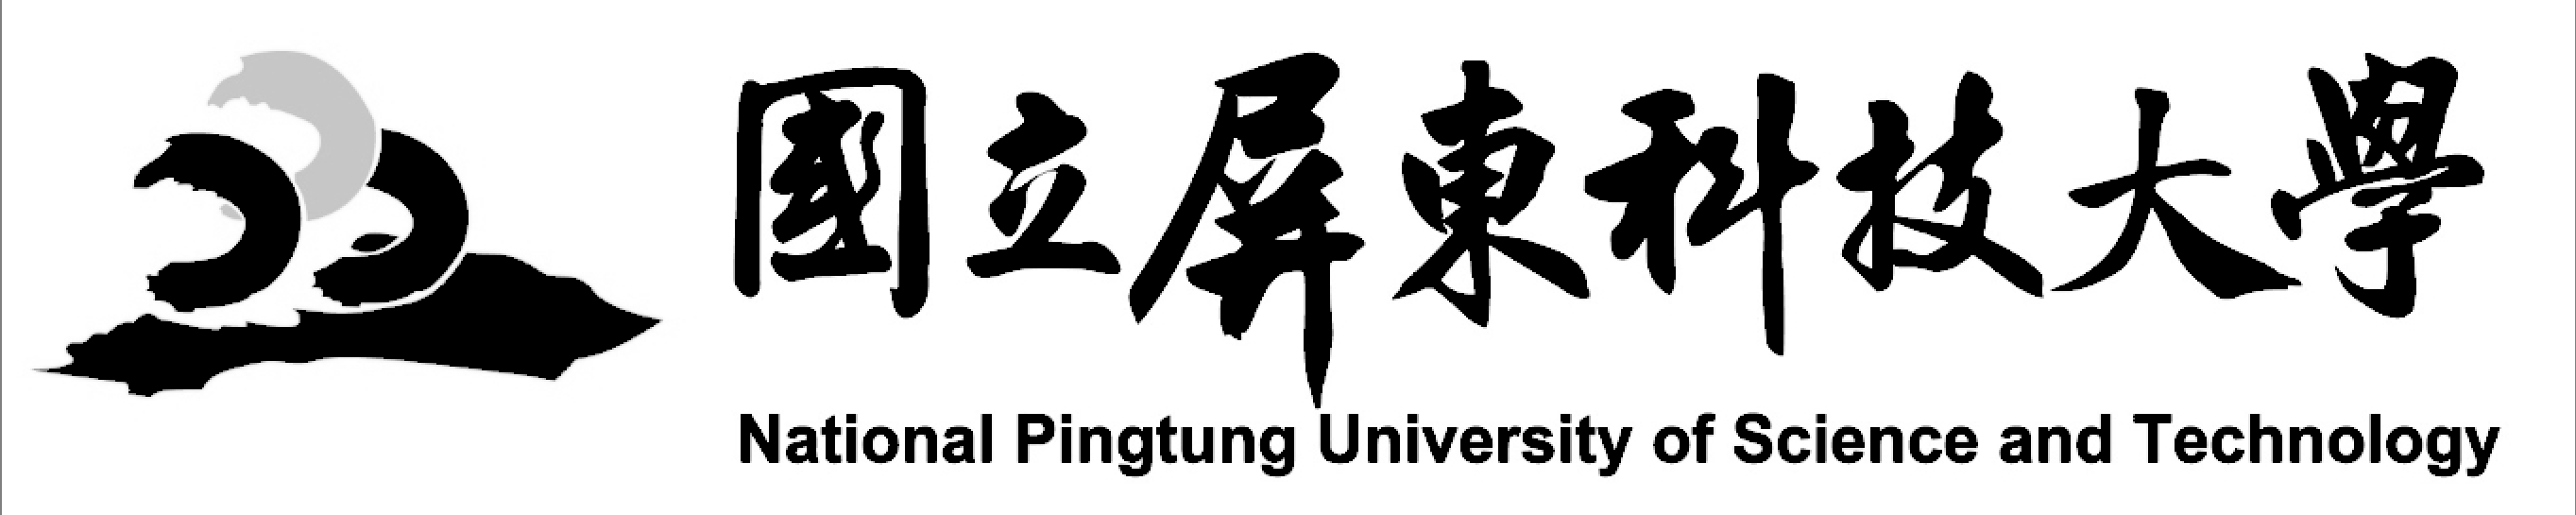 國立屏東科技大學
National Pingtung University of Science and Technology